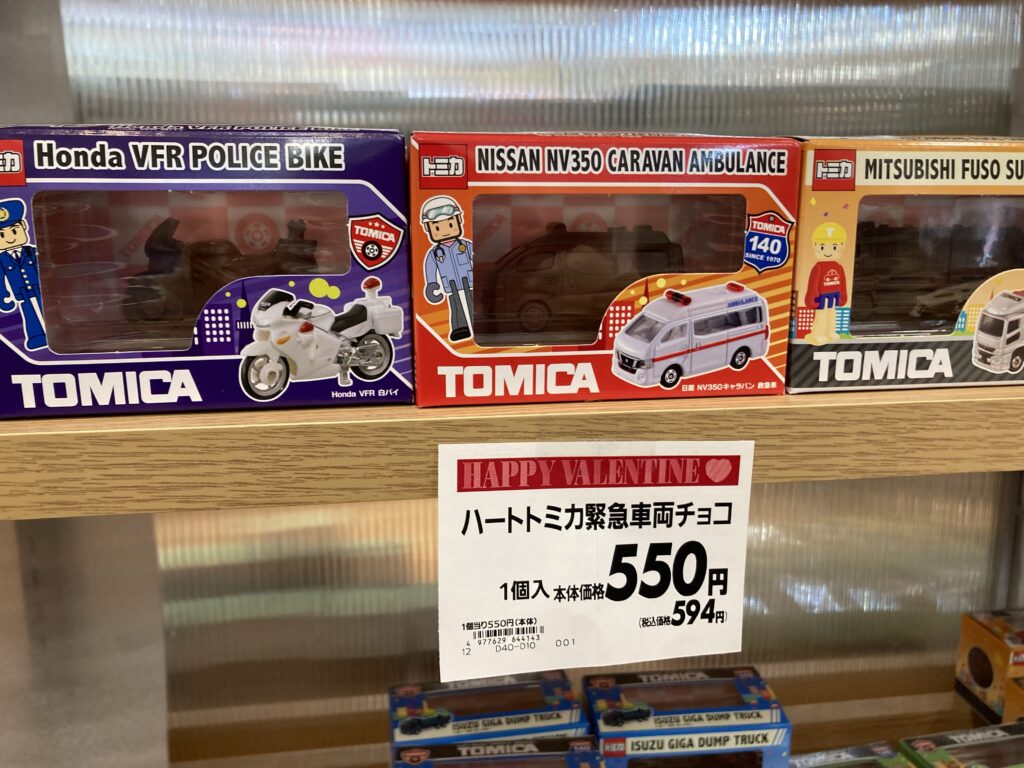 Honda VFR POLICE BIKE
TOMICA
TOMICA
Honda VFR 白バイ
トミカ
NISSAN NV350 CARAVAN AMBULANCE
TOMICA
140
SINCE 1970
AMBULANCE
TOMICA
日産 NV350キャラバン 救急車
トミカ
MITSUBISHI FUSO SU
T
TOMICA
TOMICA
HAPPY VALENTINE
ハートトミカ緊急車両チョコ
1個入 本体価格550円
(税込価格594円)
1個当り550円(本体)
4 977629 644143
12 D40-D10 001
ISUZU GIGA DUMP TRUCK
TOMICA
ISUZU GIGA DUMP TRUCK
トミカ
ISUZU GIGA DUMP TRUCK